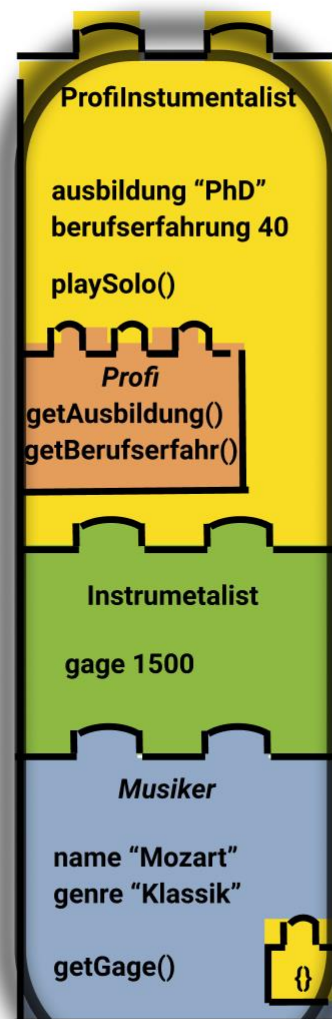 ProfiInstumentalist
ausbildung “PhD”
berufserfahrung 40
playSolo()
Profi
getAusbildung()
getBerufserfahr()
Instrumetalist
gage 1500
Musiker
name “Mozart”
genre “Klassik”
getGage()
{}